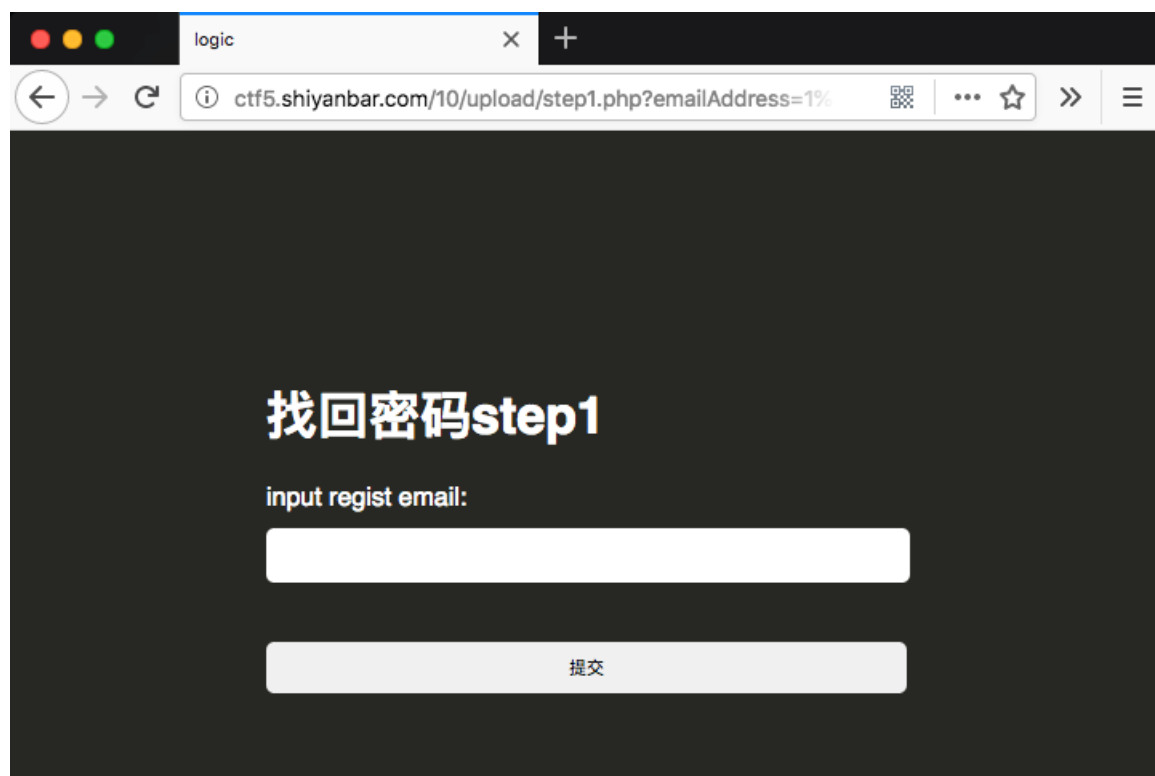 logic
ctf5.shiyanbar.com/10/upload/step1.php?emailAddress=1%
找回密码step1
input regist email:
提交